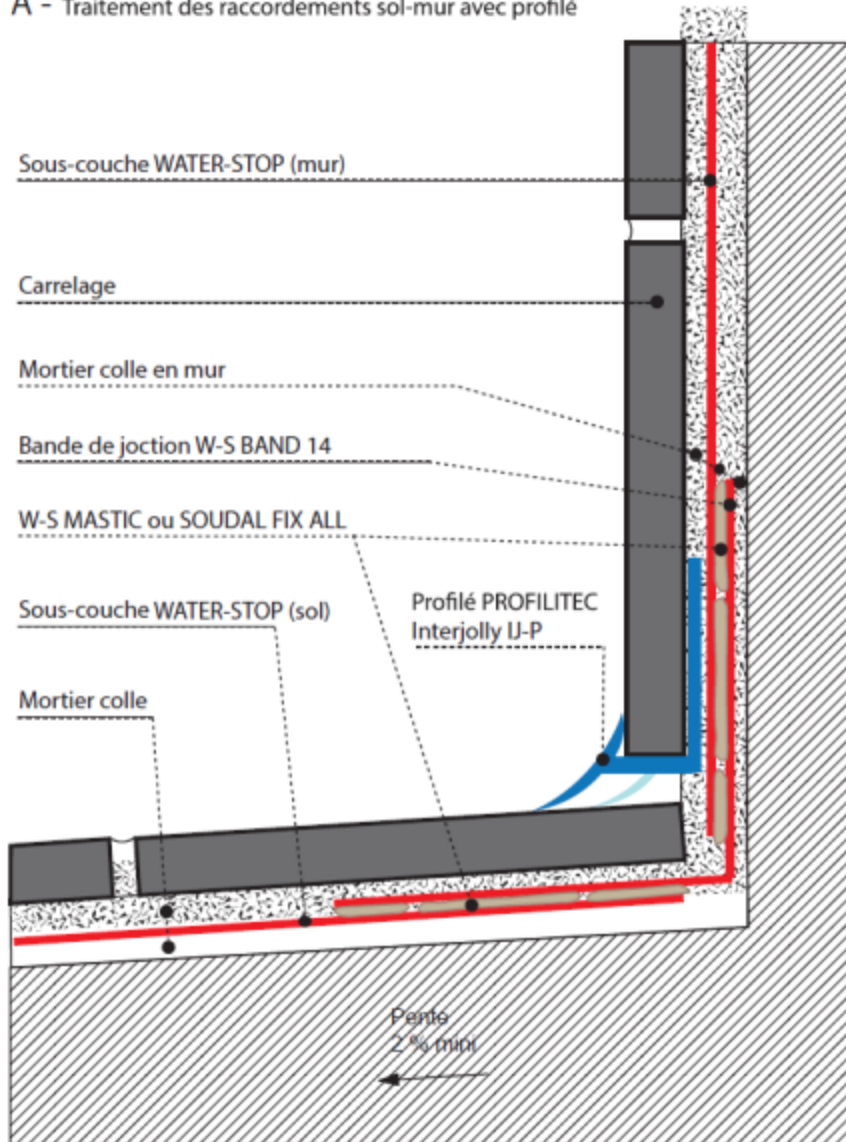 A - Traitement des raccordements sol-mur avec profilé
Sous-couche WATER-STOP (mur)
Carrelage
Mortier colle en mur
Bande de joction W-S BAND 14
W-S MASTIC ou SOUDAL FIX ALL
Sous-couche WATER-STOP (sol)
Profilé PROFILITEC
Interjolly IJ-P
Mortier colle
Pente
2 % mini